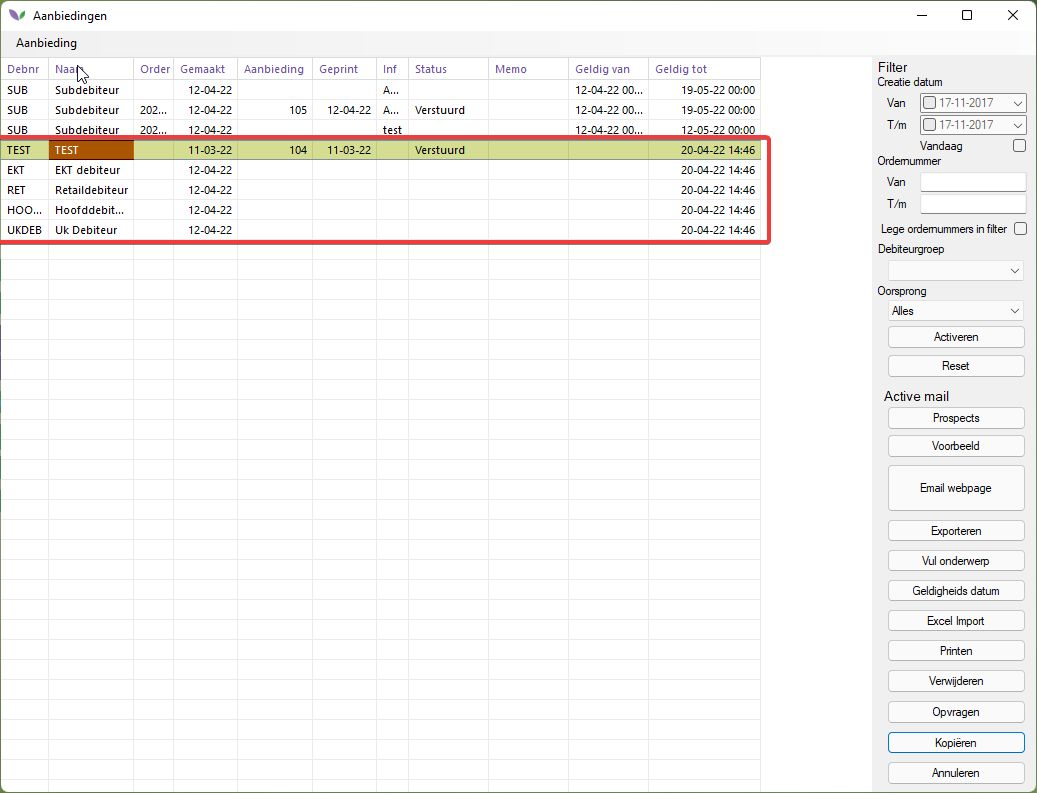 Aanbiedingen
Aanbieding
Debnr Naa Order Gemaakt Aanbieding Geprint Inf Status Memo Geldig van Geldig tot
SUB Subdebiteur 12-04-22 A... 12-04-22 00... 19-05-22 00:00
SUB Subdebiteur 202... 12-04-22 105 12-04-22 A... Verstuurd 12-04-22 00... 19-05-22 00:00
SUB Subdebiteur 202... 12-04-22 test 12-04-22 00... 12-05-22 00:00
TEST TEST 11-03-22 104 11-03-22 Verstuurd 20-04-22 14:46
EKT EKT debiteur 12-04-22 20-04-22 14:46
RET Retaildebiteur 12-04-22 20-04-22 14:46
HOO... Hoofddebit... 12-04-22 20-04-22 14:46
UKDEB Uk Debiteur 12-04-22 20-04-22 14:46
Filter
Creatie datum
Van 17-11-2017
T/m 17-11-2017
Vandaag
Ordernummer
Van
T/m
Lege ordernummers in filter
Debiteurgroep
Oorsprong
Alles
Activeren
Reset
Active mail
Prospects
Voorbeeld
Email webpage
Exporteren
Vul onderwerp
Geldigheids datum
Excel Import
Printen
Verwijderen
Opvragen
Kopiëren
Annuleren